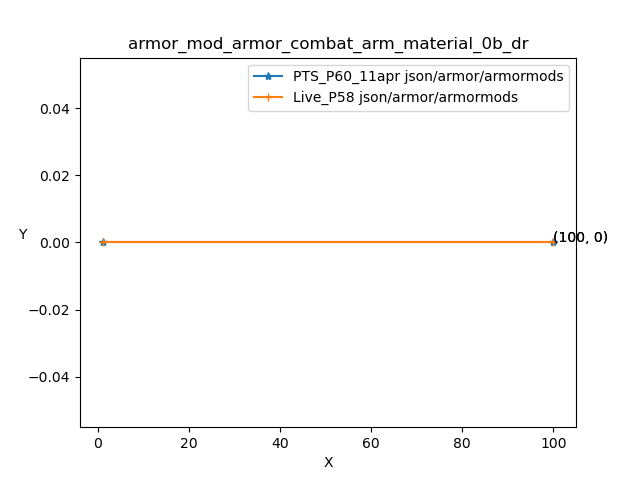 armor_mod_armor_combat_arm_material_0b_dr
PTS_P60_11apr json/armor/armormods
Live_P58 json/armor/armormods
0.04
0.02
Y
0.00
(100, 0)
−0.02
−0.04
0 20 40 60 80 100
X